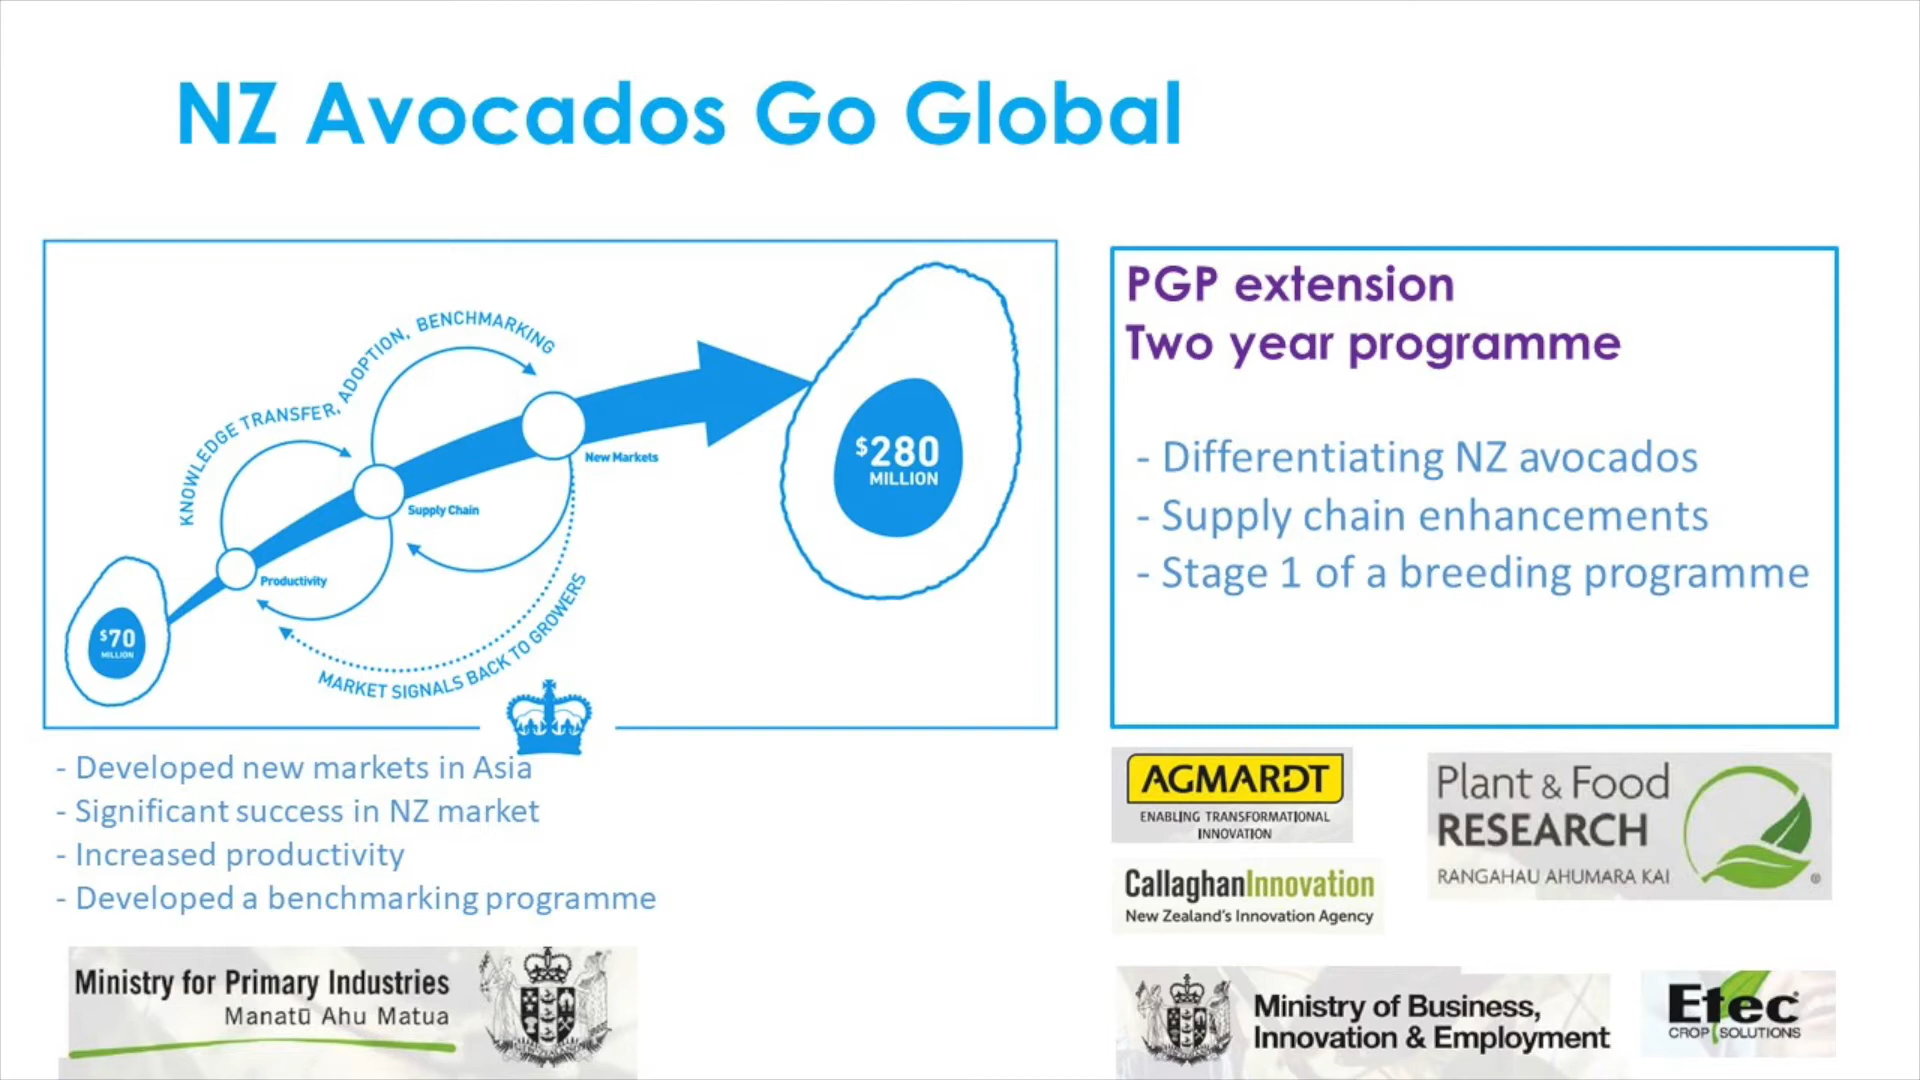 NZ Avocados Go Global
KNOWLEDGE TRANSFER, ADOPTION, BENCHMARKING
New Markets
Supply Chain
Productivity
$70
MILLION
$280
MILLION
MARKET SIGNALS BACK TO GROWERS
- Developed new markets in Asia
- Significant success in NZ market
- Increased productivity
- Developed a benchmarking programme
Ministry for Primary Industries
Manatū Ahu Matua
PGP extension
Two year programme
- Differentiating NZ avocados
- Supply chain enhancements
- Stage 1 of a breeding programme
AGMARDT
ENABLING TRANSFORMATIONAL
INNOVATION
Plant & Food
RESEARCH
RANGAHAU AHUMARA KAI
®
CallaghanInnovation
New Zealand's Innovation Agency
Ministry of Business,
Innovation & Employment
Etec
CROP SOLUTIONS